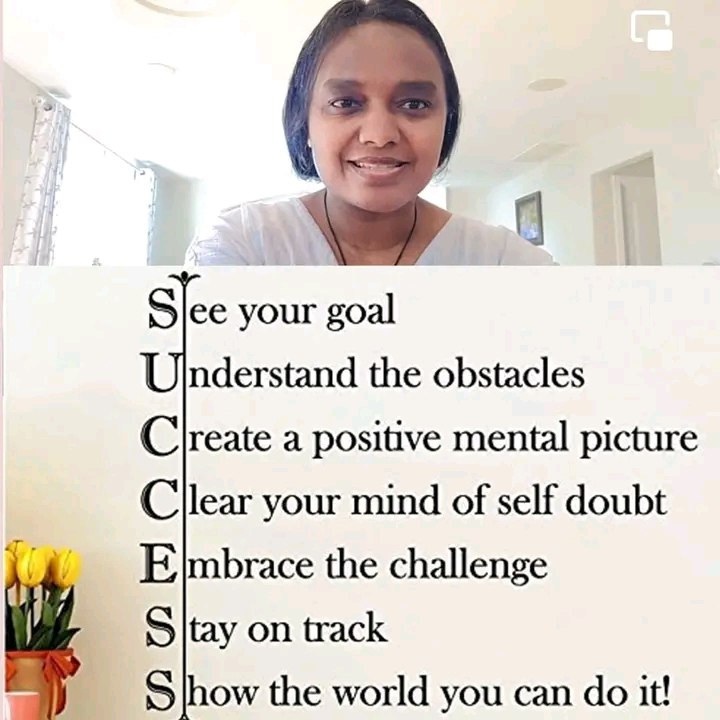 See your goal
Understand the obstacles
Create a positive mental picture
Clear your mind of self doubt
Embrace the challenge
Stay on track
Show the world you can do it!